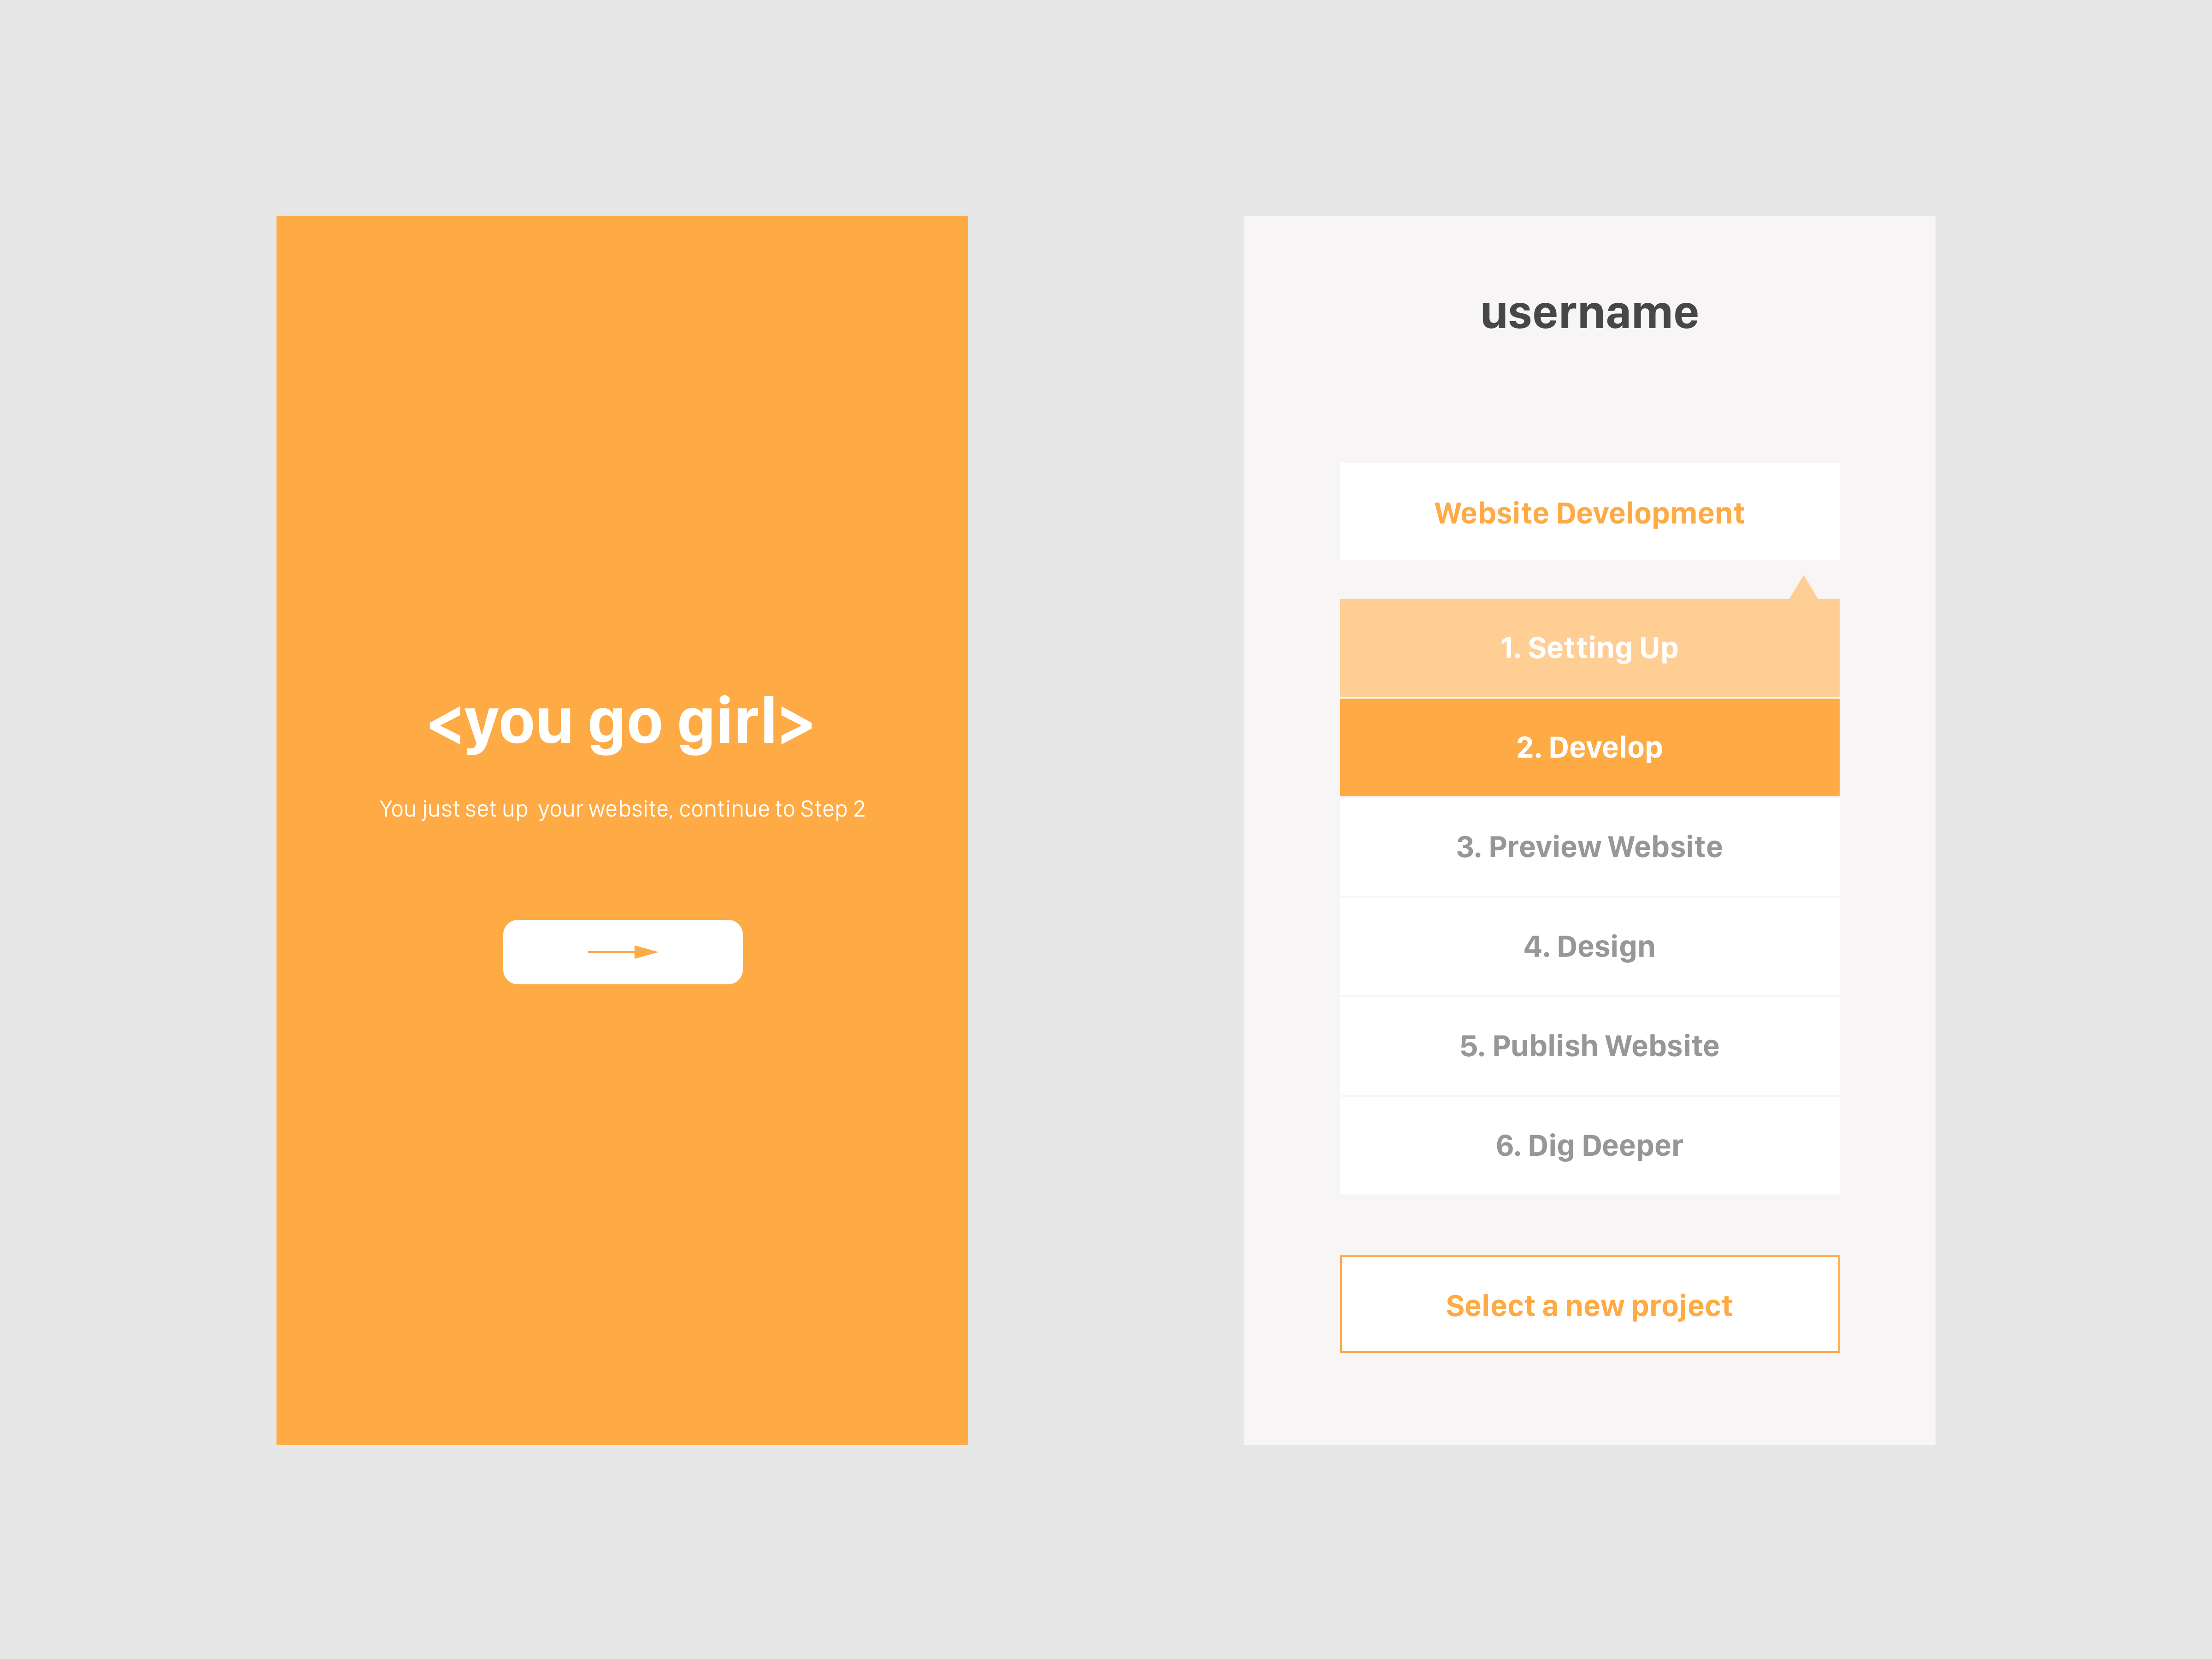 <you go girl>
You just set up  your website, continue to Step 2
username
Website Development
1. Setting Up
2. Develop
3. Preview Website
4. Design
5. Publish Website
6. Dig Deeper
Select a new project